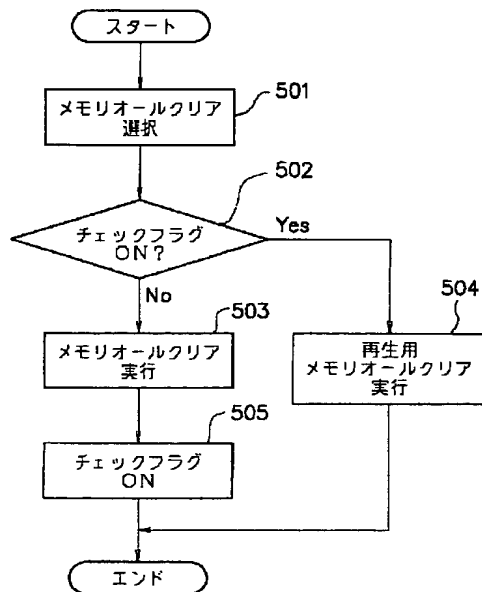 スタート
501
メモリオールクリア
選択
502
チェックフラグ
ON?
Yes
No
503
メモリオールクリア
実行
504
再生用
メモリオールクリア
実行
505
チェックフラグ
ON
エンド